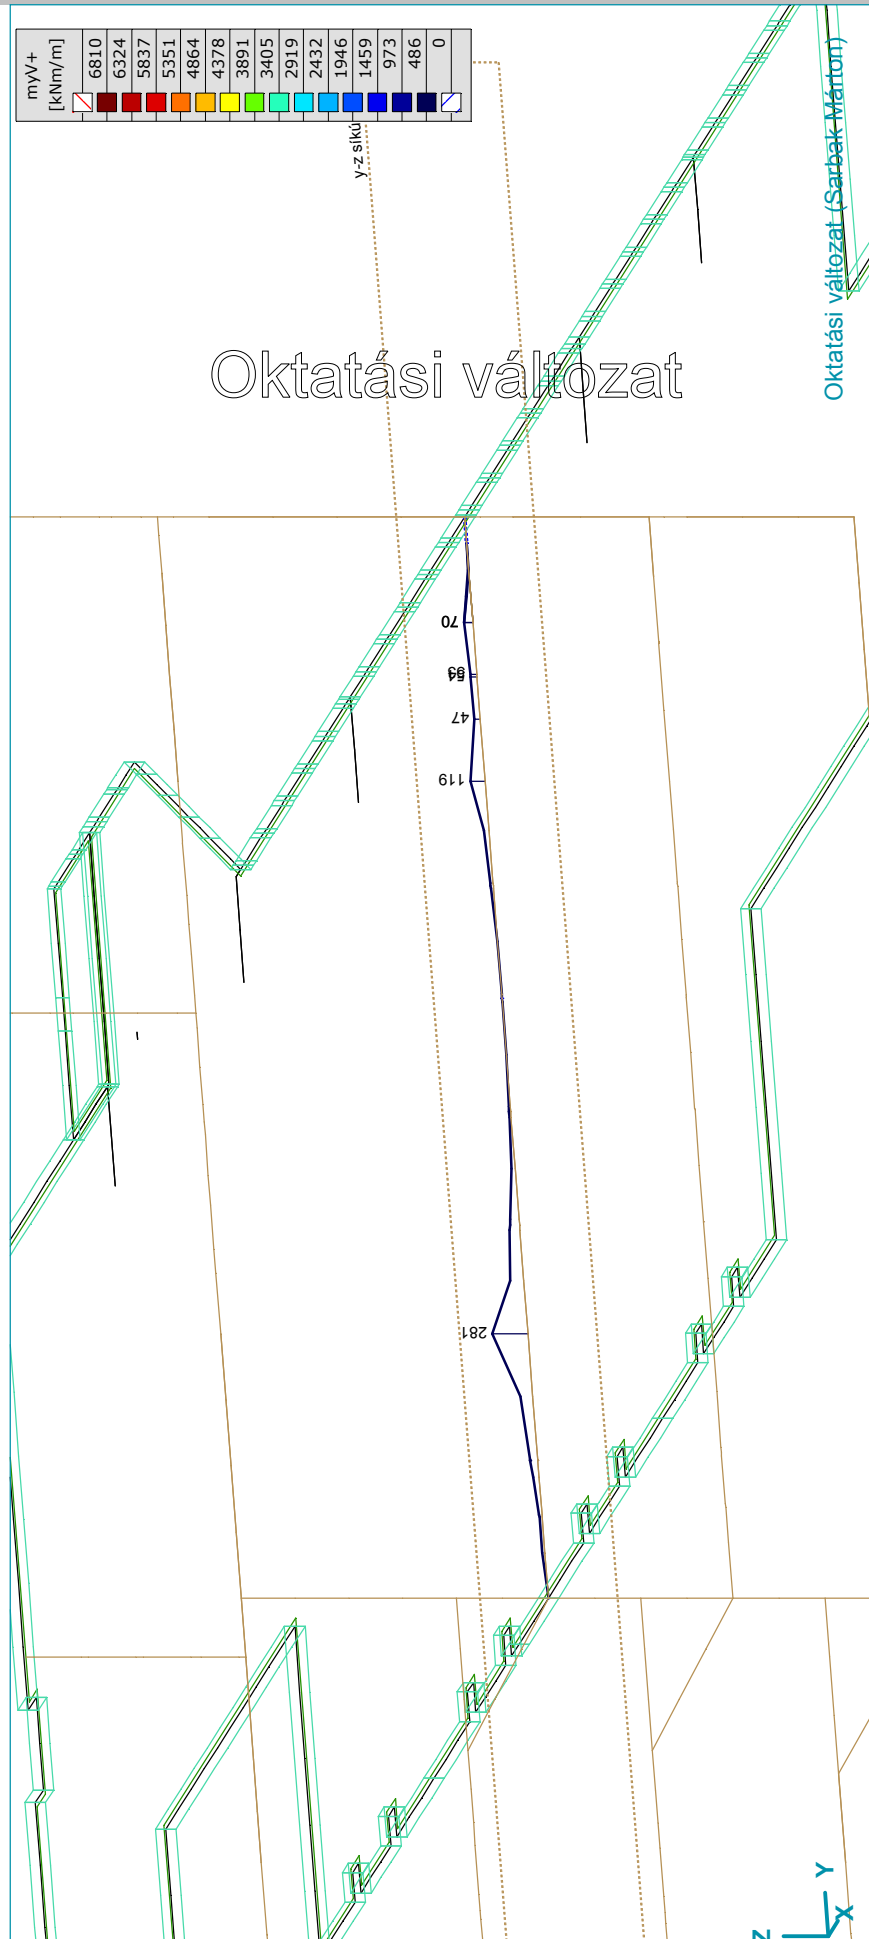 myV+
[kNm/m]
6810
6324
5837
5351
4864
4378
3891
3405
2919
2432
1946
1459
973
486
0
y-z síkú
Oktatási változat (Sarbak Márton)
Oktatási változat
70
47
119
281
Z
Y
X